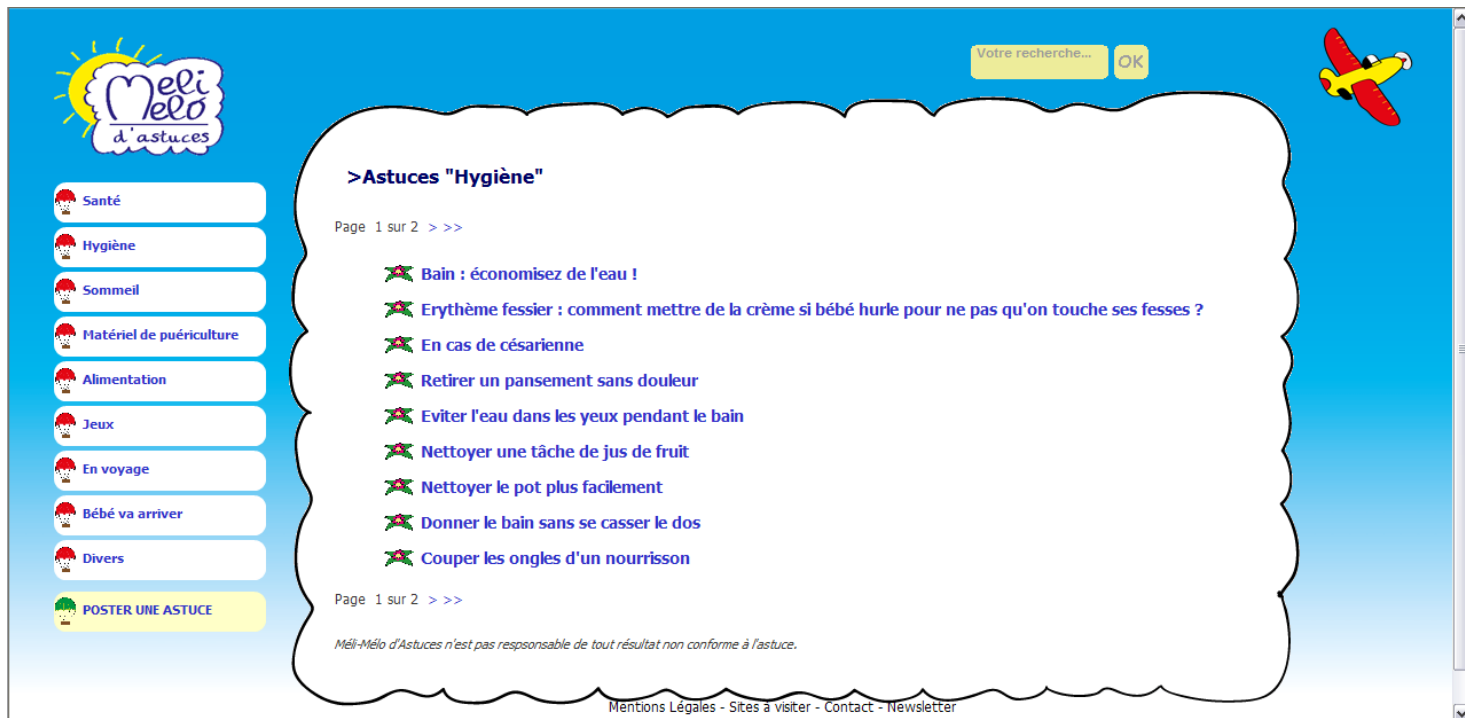 Meli
Melo
d'astuces
Votre recherche...
OK
Santé
Hygiène
Sommeil
Matériel de puériculture
Alimentation
Jeux
En voyage
Bébé va arriver
Divers
POSTER UNE ASTUCE
>Astuces "Hygiène"
Page 1 sur 2 > >>
Bain : économisez de l'eau !
Erythème fessier : comment mettre de la crème si bébé hurle pour ne pas qu'on touche ses fesses ?
En cas de césarienne
Retirer un pansement sans douleur
Eviter l'eau dans les yeux pendant le bain
Nettoyer une tâche de jus de fruit
Nettoyer le pot plus facilement
Donner le bain sans se casser le dos
Couper les ongles d'un nourrisson
Page 1 sur 2 > >>
Méli-Mélo d'Astuces n'est pas respsonsable de tout résultat non conforme à l'astuce.
Mentions Légales - Sites à visiter - Contact - Newsletter